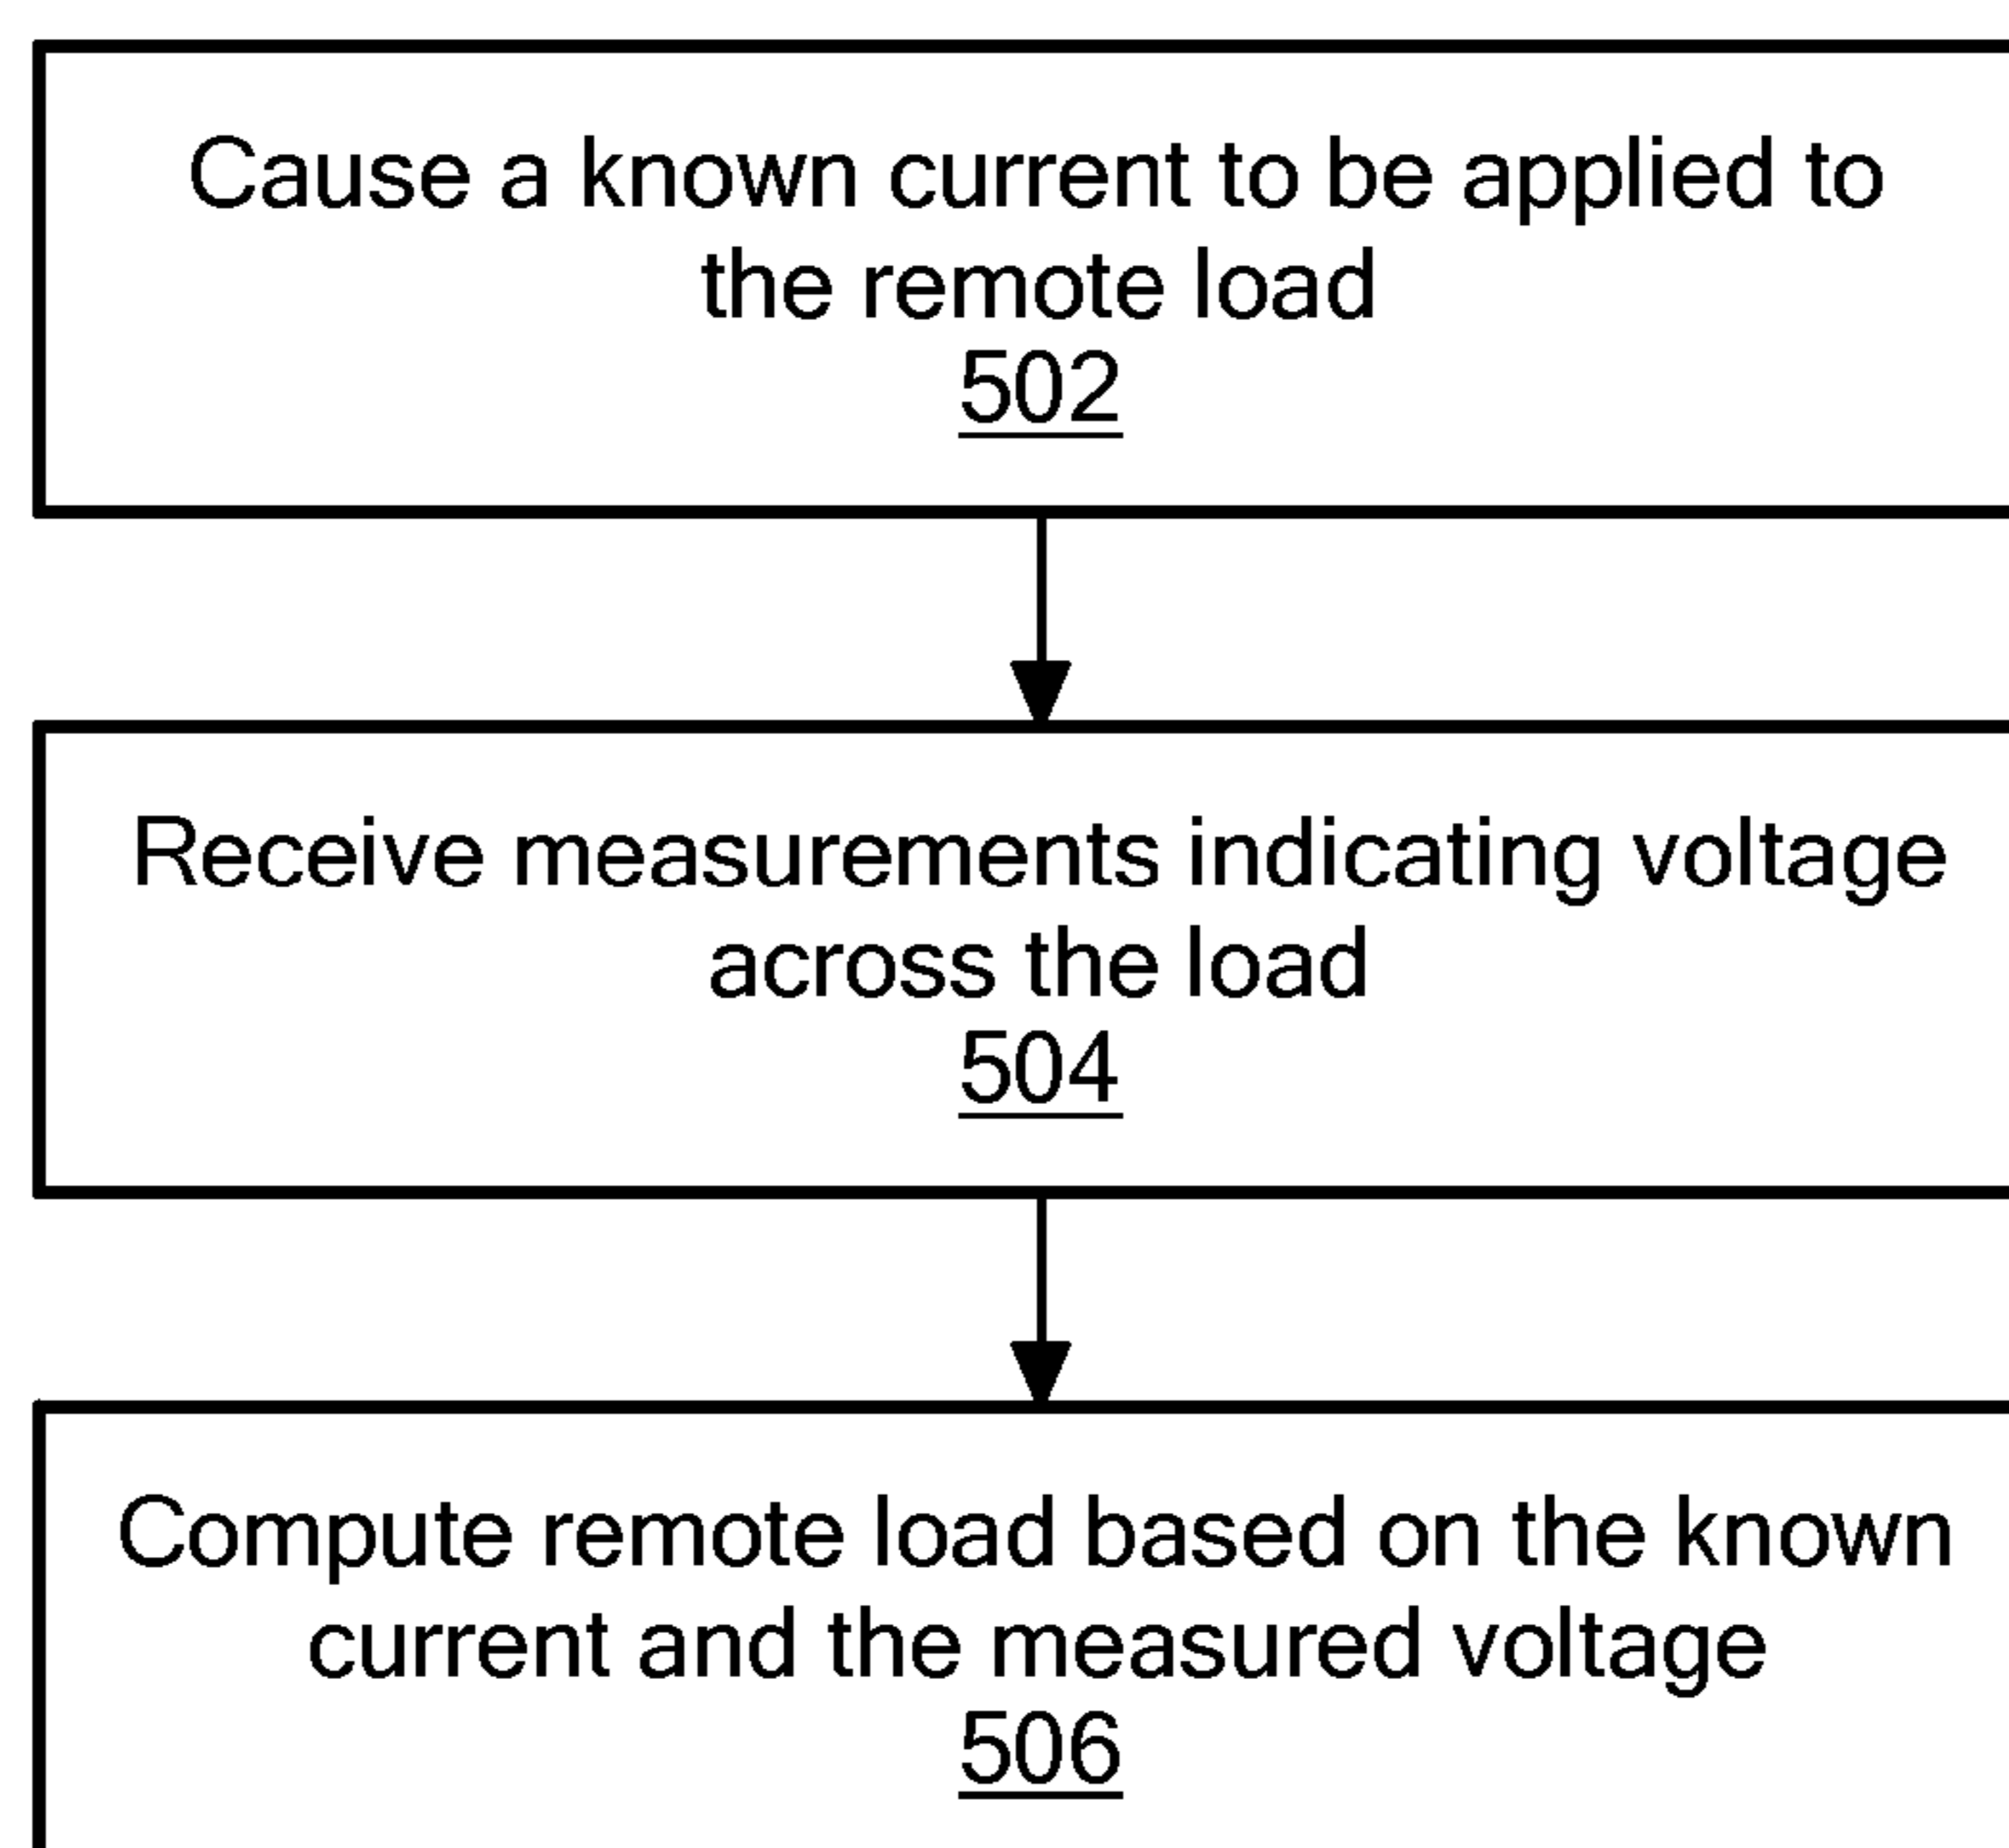 Cause a known current to be applied to
the remote load
502
Receive measurements indicating voltage
across the load
504
Compute remote load based on the known
current and the measured voltage
506